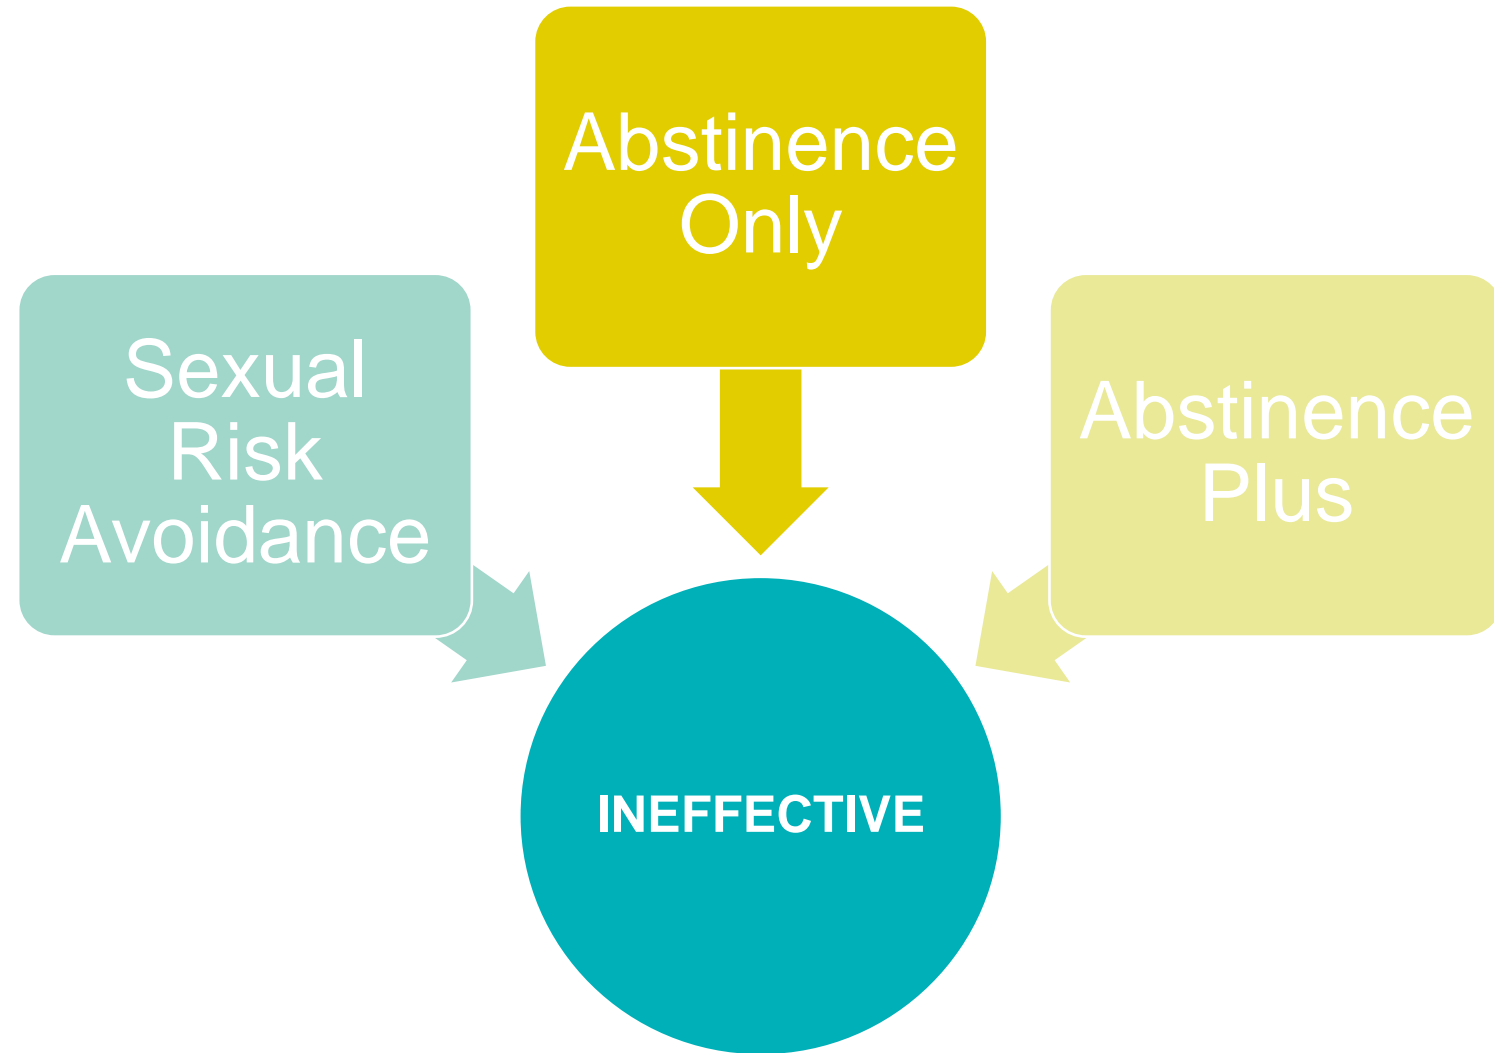 Abstinence
Only
Sexual
Risk
Avoidance
Abstinence
Plus
INEFFECTIVE